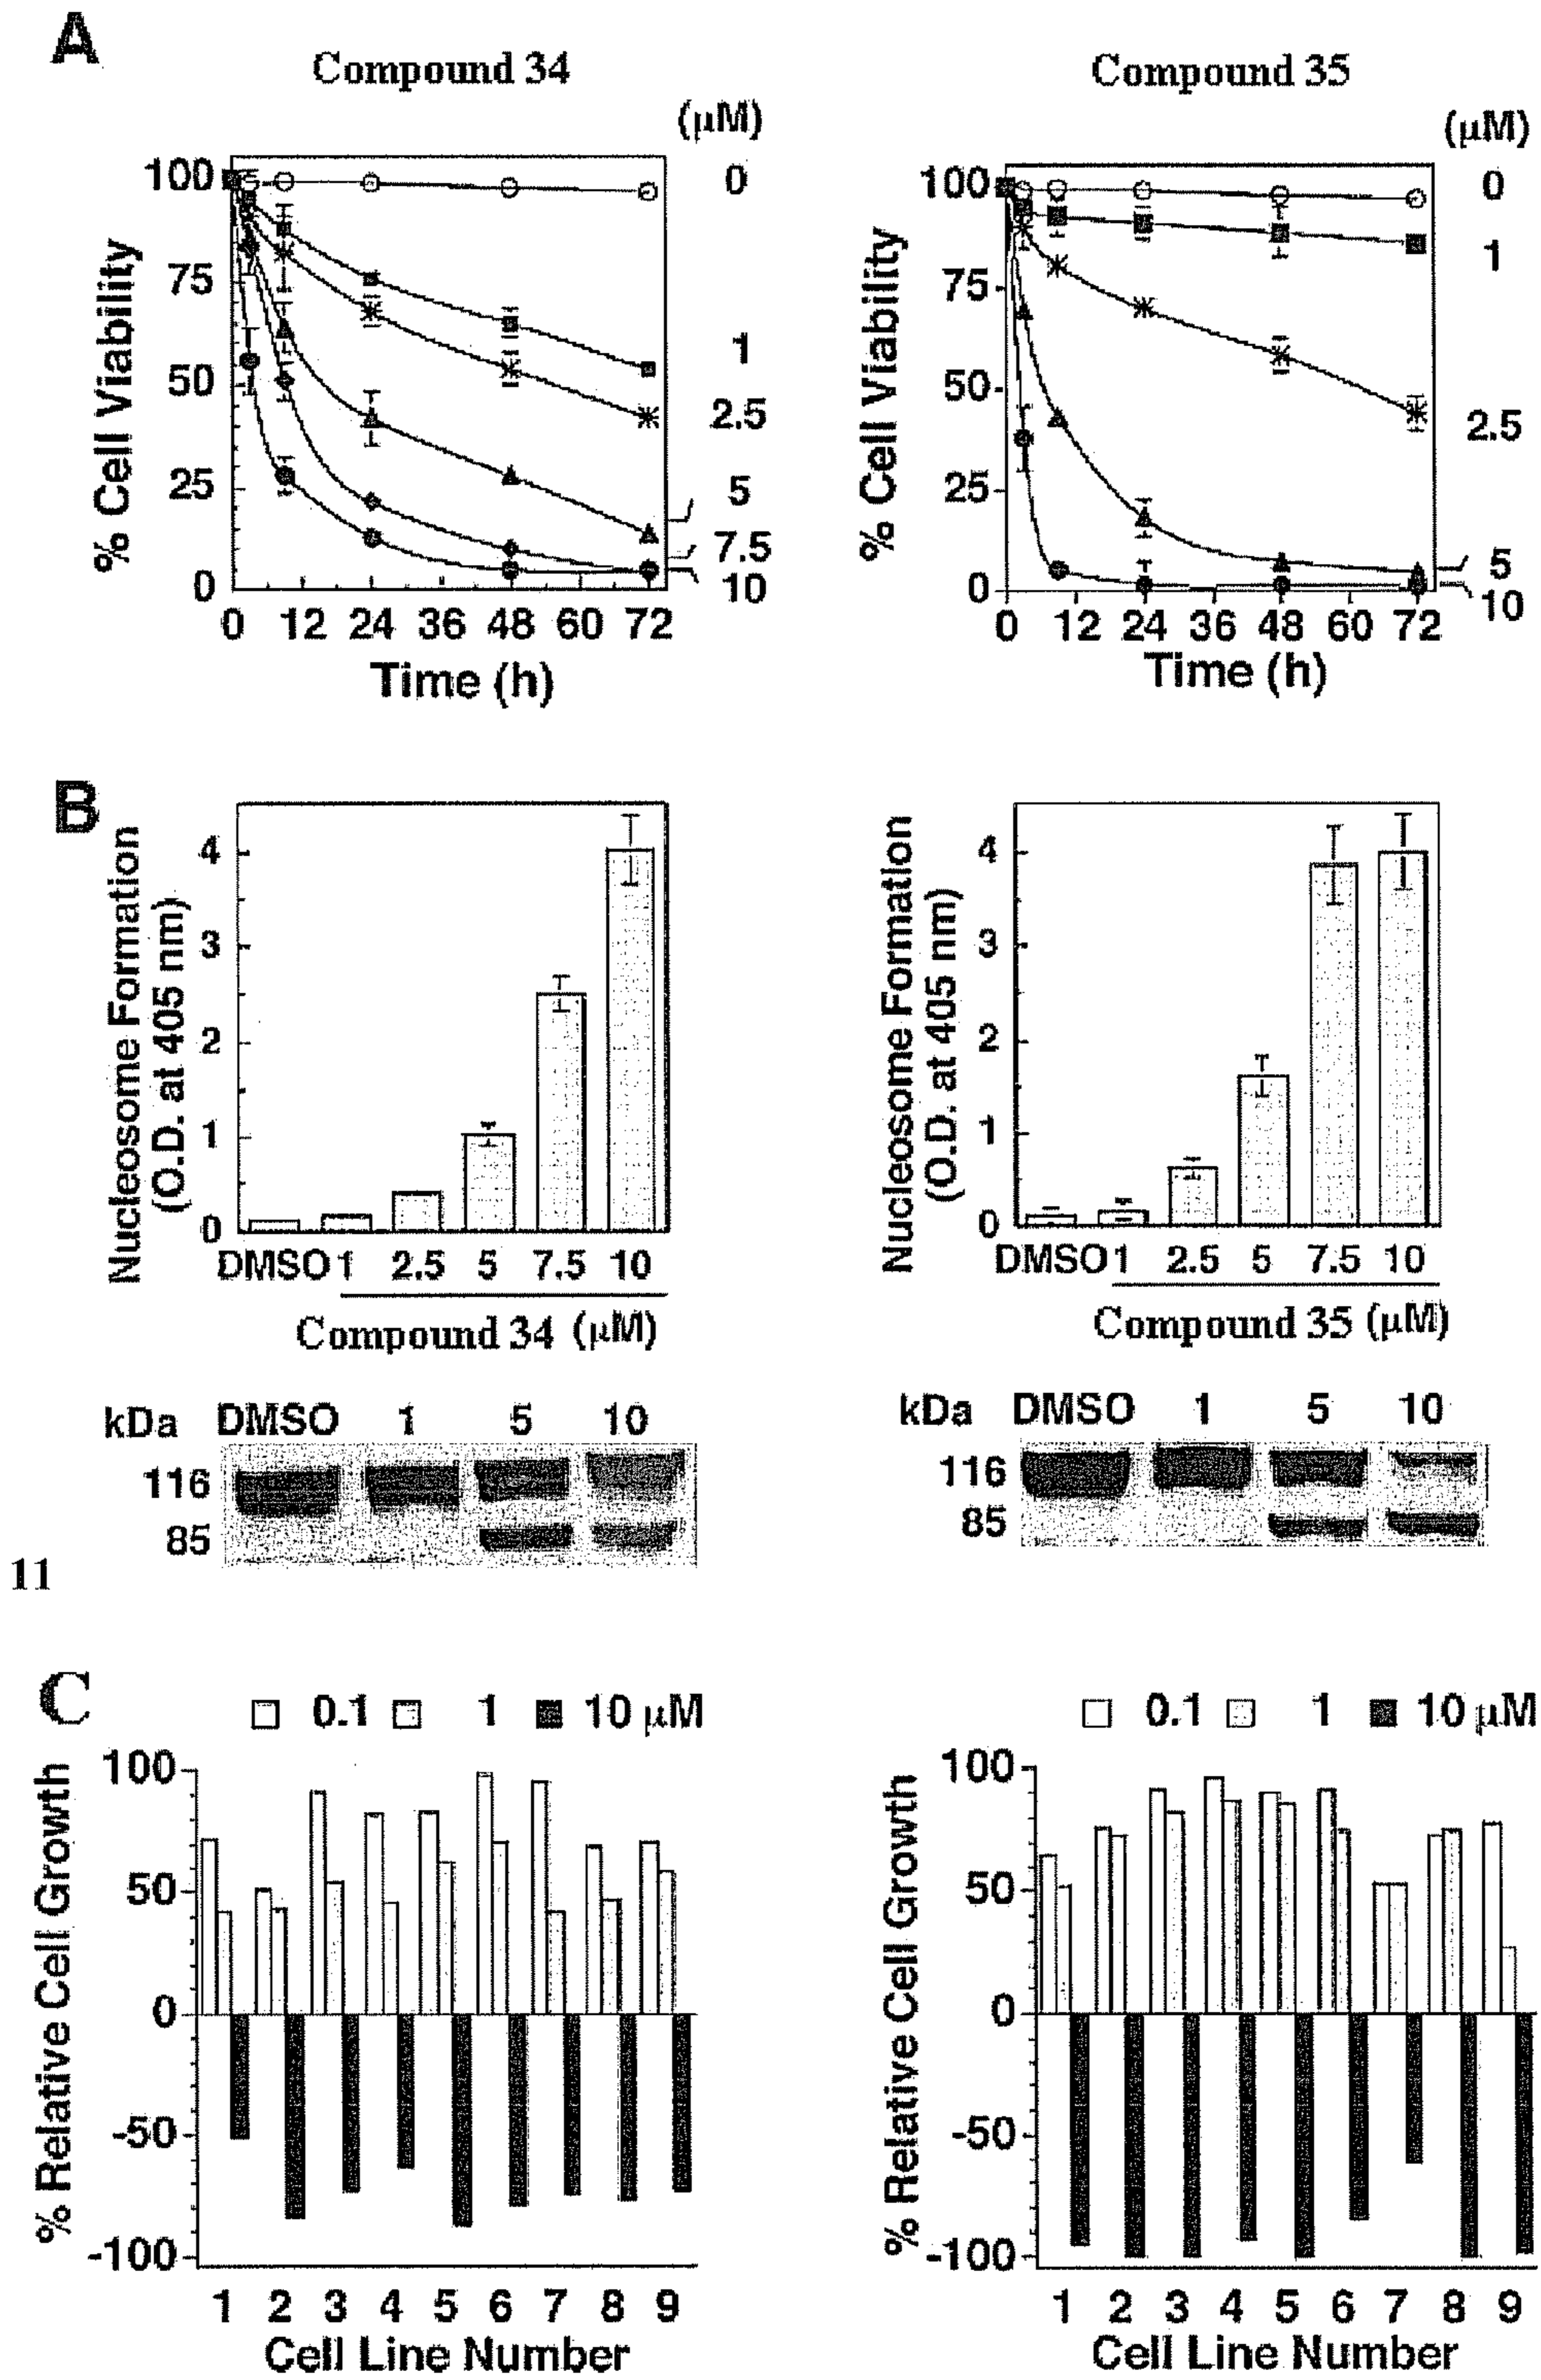 A
Compound 34
Compound 35
(μM)
(μM)
% Cell Viability
100
75
50
25
0
0 12 24 36 48 60 72
Time (h)
0
1
2.5
5
7.5
10
% Cell Viability
100
75
50
25
0
0 12 24 36 48 60 72
Time (h)
0
1
2.5
5
10
B
Nucleosome Formation
(O.D. at 405 nm)
4
3
2
1
0
DMSO 1 2.5 5 7.5 10
Compound 34 (μM)
Nucleosome Formation
(O.D. at 405 nm)
4
3
2
1
0
DMSO 1 2.5 5 7.5 10
Compound 35 (μM)
kDa DMSO 1 5 10
116
85
kDa DMSO 1 5 10
116
85
11
C
0.1 1 10 μM
% Relative Cell Growth
100
50
0
-50
-100
1 2 3 4 5 6 7 8 9
Cell Line Number
0.1 1 10 μM
% Relative Cell Growth
100
50
0
-50
-100
1 2 3 4 5 6 7 8 9
Cell Line Number